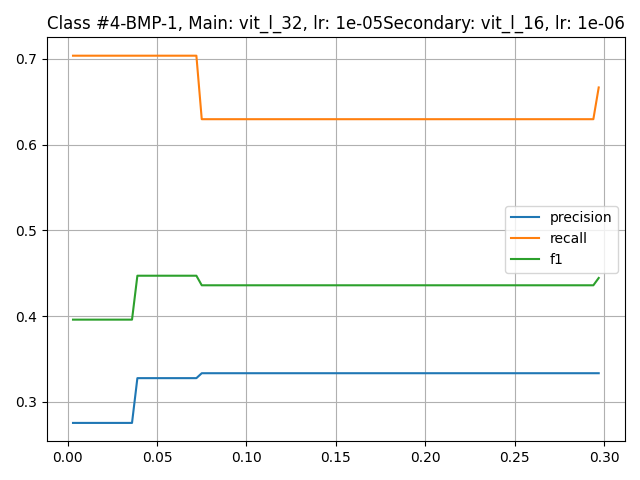 Class #4-BMP-1, Main: vit_l_32, lr: 1e-05Secondary: vit_l_16, lr: 1e-06
0.7
0.6
0.5
0.4
0.3
precision
recall
f1
0.00 0.05 0.10 0.15 0.20 0.25 0.30